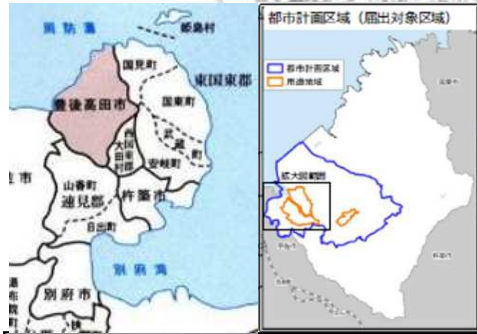 周防灘
姫島村
国見町
東国東郡
豊後高田市
国東町
西国東郡
大田村
武蔵町
安岐町
山香町
速見郡
杵築市
日出町
別府湾
別府市
湯布院町
都市計画区域（届出対象区域）
都市計画区域
用途地域
拡大図範囲